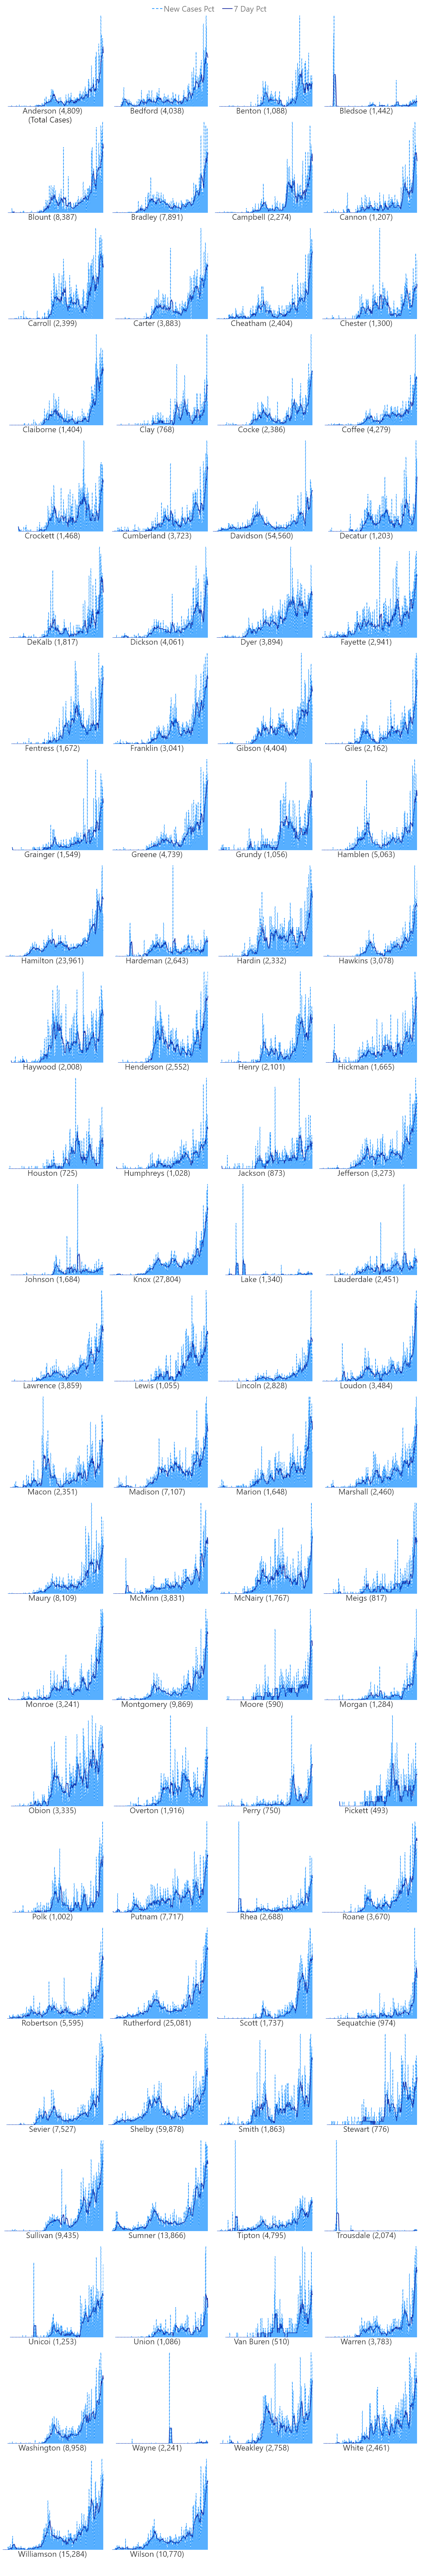 New Cases Pct 7 Day Pct
Anderson (4,809) Bedford (4,038) Benton (1,088) Bledsoe (1,442)
(Total Cases)
Blount (8,387) Bradley (7,891) Campbell (2,274) Cannon (1,207)
Carroll (2,399) Carter (3,883) Cheatham (2,404) Chester (1,300)
Claiborne (1,404) Clay (768) Cocke (2,386) Coffee (4,279)
Crockett (1,468) Cumberland (3,723) Davidson (54,560) Decatur (1,203)
DeKalb (1,817) Dickson (4,061) Dyer (3,894) Fayette (2,941)
Fentress (1,672) Franklin (3,041) Gibson (4,404) Giles (2,162)
Grainger (1,549) Greene (4,739) Grundy (1,056) Hamblen (5,063)
Hamilton (23,961) Hardeman (2,643) Hardin (2,332) Hawkins (3,078)
Haywood (2,008) Henderson (2,552) Henry (2,101) Hickman (1,665)
Houston (725) Humphreys (1,028) Jackson (873) Jefferson (3,273)
Johnson (1,684) Knox (27,804) Lake (1,340) Lauderdale (2,451)
Lawrence (3,859) Lewis (1,055) Lincoln (2,828) Loudon (3,484)
Macon (2,351) Madison (7,107) Marion (1,648) Marshall (2,460)
Maury (8,109) McMinn (3,831) McNairy (1,767) Meigs (817)
Monroe (3,241) Montgomery (9,869) Moore (590) Morgan (1,284)
Obion (3,335) Overton (1,916) Perry (750) Pickett (493)
Polk (1,002) Putnam (7,717) Rhea (2,688) Roane (3,670)
Robertson (5,595) Rutherford (25,081) Scott (1,737) Sequatchie (974)
Sevier (7,527) Shelby (59,878) Smith (1,863) Stewart (776)
Sullivan (9,435) Sumner (13,866) Tipton (4,795) Trousdale (2,074)
Unicoi (1,253) Union (1,086) Van Buren (510) Warren (3,783)
Washington (8,958) Wayne (2,241) Weakley (2,758) White (2,461)
Williamson (15,284) Wilson (10,770)